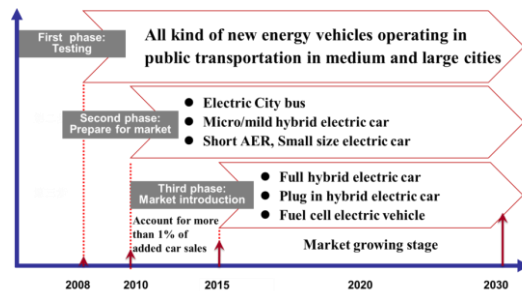 First phase:
Testing
All kind of new energy vehicles operating in
public transportation in medium and large cities
Second phase:
Prepare for market
● Electric City bus
● Micro/mild hybrid electric car
● Short AER, Small size electric car
Third phase:
Market introduction
● Full hybrid electric car
● Plug in hybrid electric car
● Fuel cell electric vehicle
Account for more
than 1% of
added car sales
Market growing stage
2008 2010 2015 2020 2030